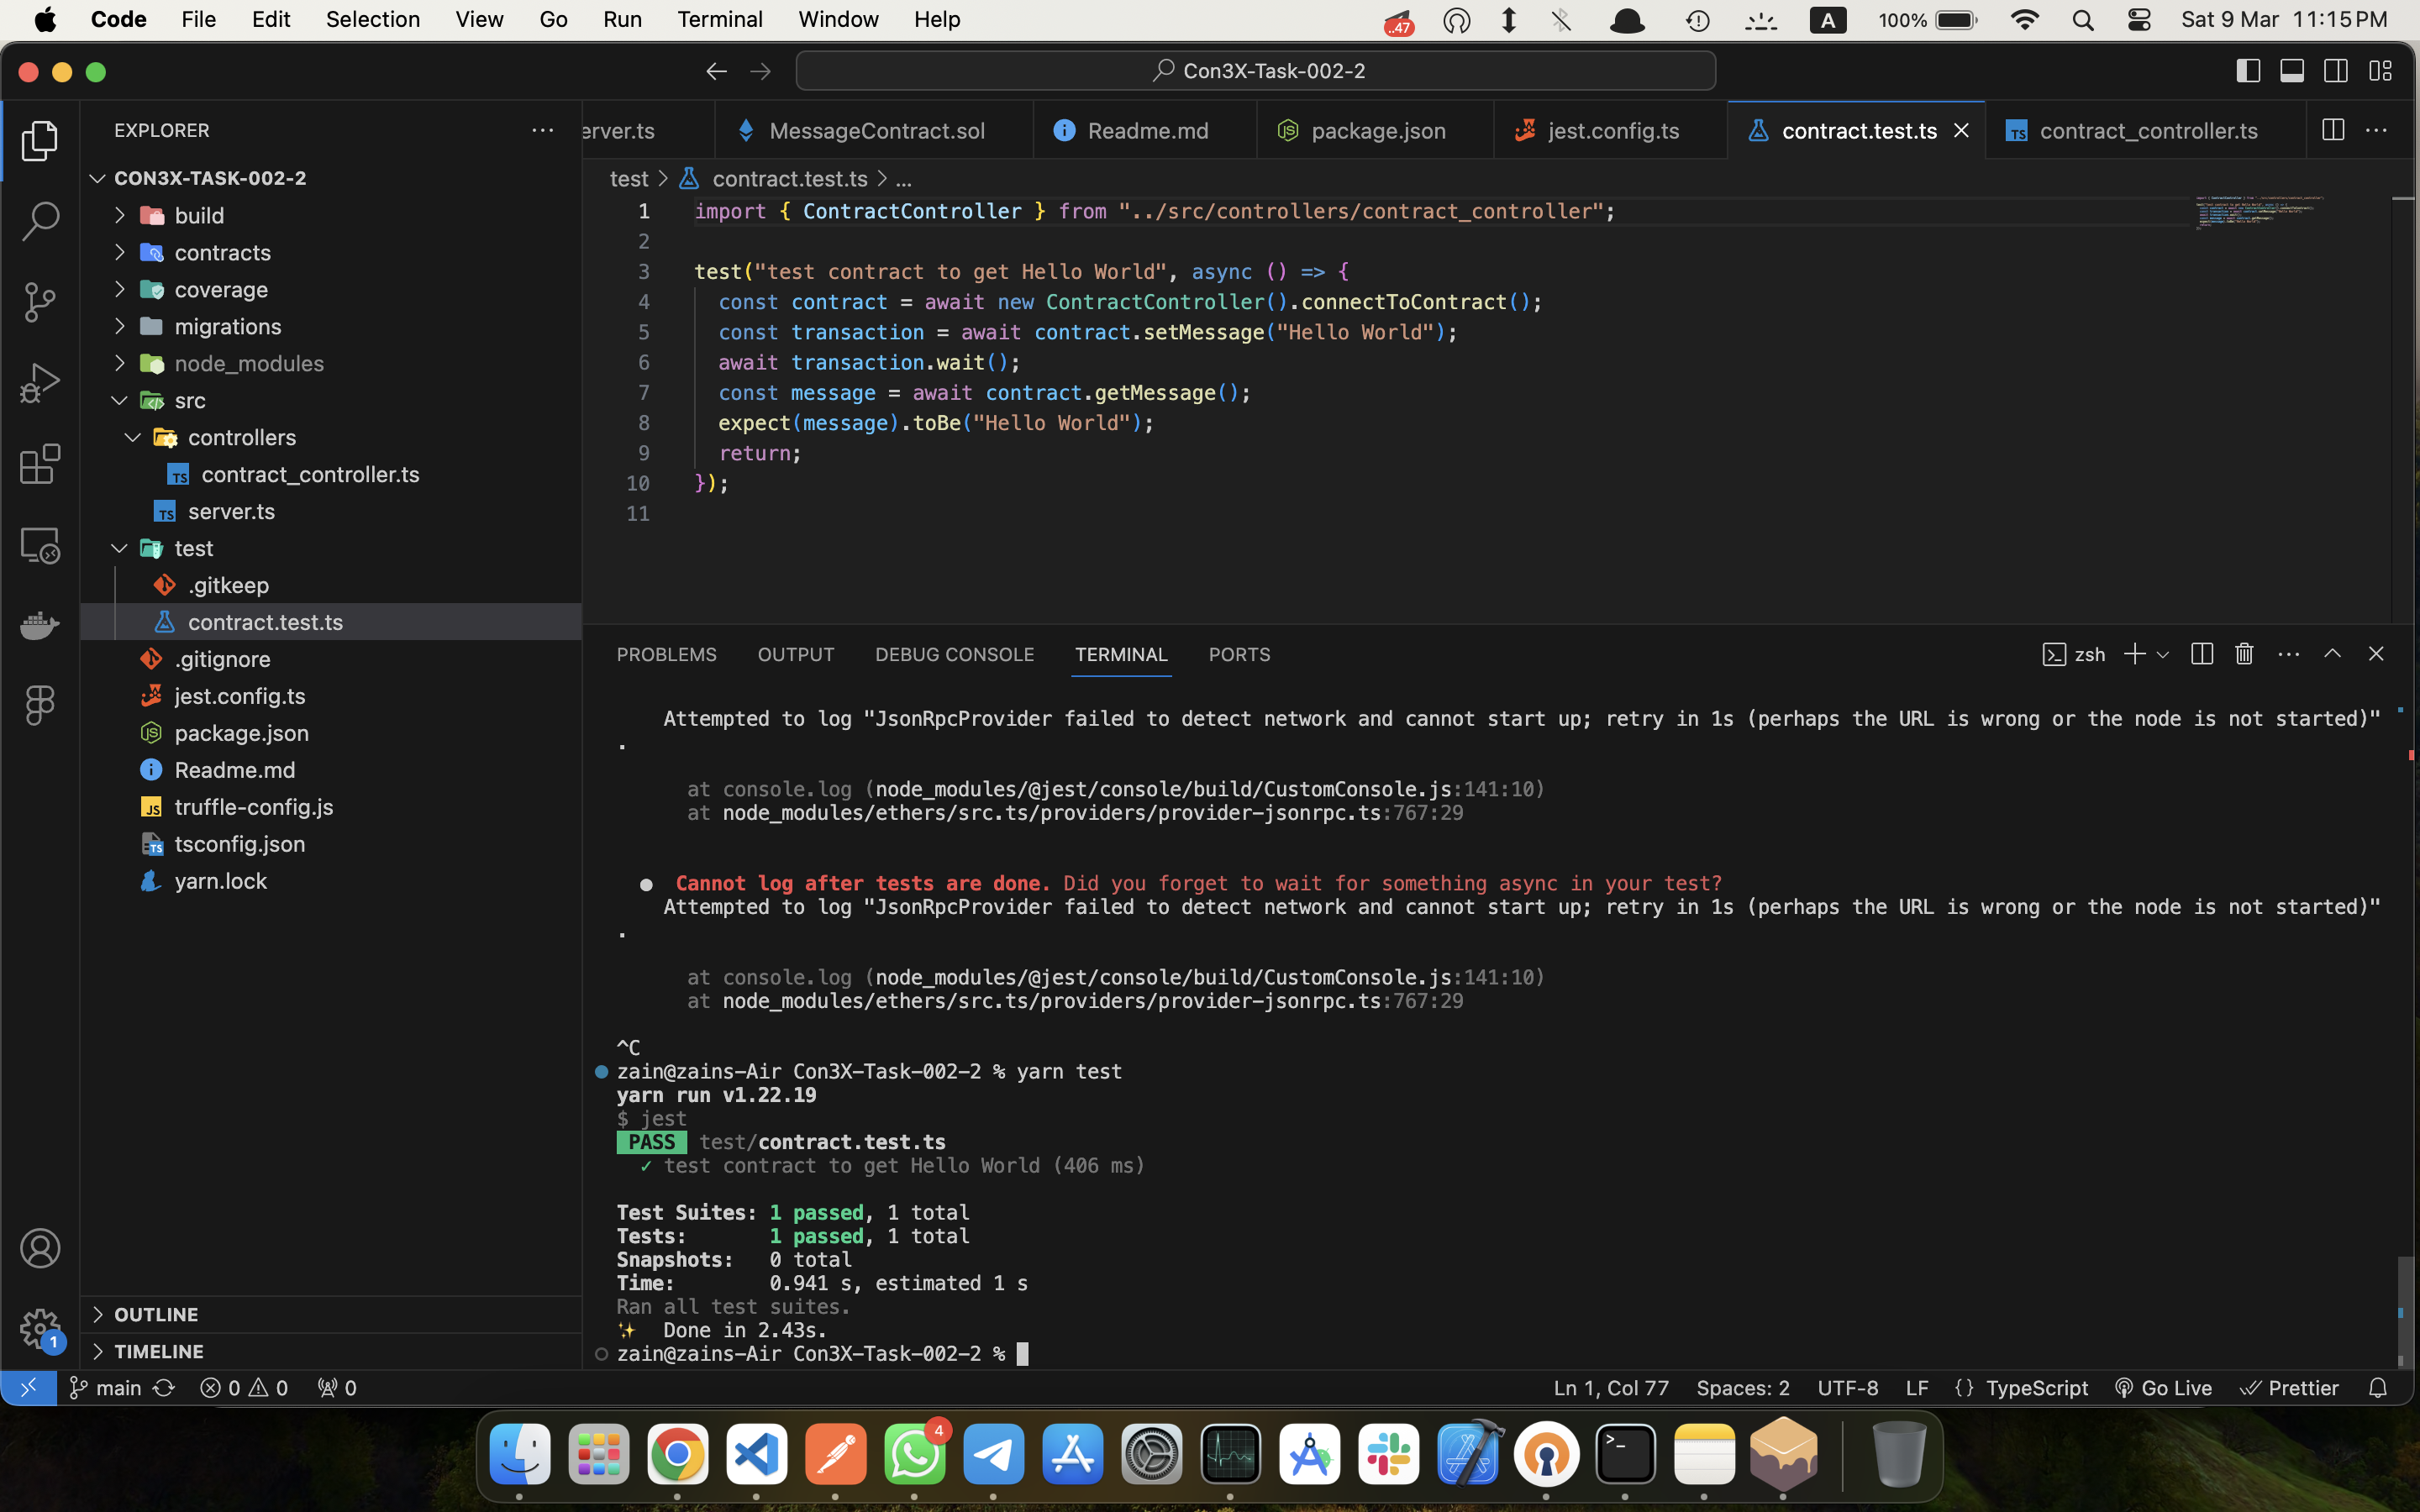 Code File Edit Selection View Go Run Terminal Window Help ..47 A 100% Sat 9 Mar 11:15 PM
Con3X-Task-002-2
EXPLORER
erver.ts MessageContract.sol Readme.md package.json jest.config.ts contract.test.ts contract_controller.ts
CON3X-TASK-002-2
build
contracts
coverage
migrations
node_modules
src
controllers
contract_controller.ts
server.ts
test
.gitkeep
contract.test.ts
.gitignore
jest.config.ts
package.json
Readme.md
truffle-config.js
tsconfig.json
yarn.lock
OUTLINE
TIMELINE
test > contract.test.ts > ...
1 import { ContractController } from "../src/controllers/contract_controller";
2
3 test("test contract to get Hello World", async () => {
4 const contract = await new ContractController().connectToContract();
5 const transaction = await contract.setMessage("Hello World");
6 await transaction.wait();
7 const message = await contract.getMessage();
8 expect(message).toBe("Hello World");
9 return;
10 });
11
PROBLEMS OUTPUT DEBUG CONSOLE TERMINAL PORTS zsh
Attempted to log "JsonRpcProvider failed to detect network and cannot start up; retry in 1s (perhaps the URL is wrong or the node is not started)"
.
at console.log (node_modules/@jest/console/build/CustomConsole.js:141:10)
at node_modules/ethers/src.ts/providers/provider-jsonrpc.ts:767:29
● Cannot log after tests are done. Did you forget to wait for something async in your test?
Attempted to log "JsonRpcProvider failed to detect network and cannot start up; retry in 1s (perhaps the URL is wrong or the node is not started)"
.
at console.log (node_modules/@jest/console/build/CustomConsole.js:141:10)
at node_modules/ethers/src.ts/providers/provider-jsonrpc.ts:767:29
^C
zain@zains-Air Con3X-Task-002-2 % yarn test
yarn run v1.22.19
$ jest
PASS test/contract.test.ts
✓ test contract to get Hello World (406 ms)
Test Suites: 1 passed, 1 total
Tests: 1 passed, 1 total
Snapshots: 0 total
Time: 0.941 s, estimated 1 s
Ran all test suites.
✨ Done in 2.43s.
zain@zains-Air Con3X-Task-002-2 %
1
main 0 0 0 Ln 1, Col 77 Spaces: 2 UTF-8 LF {} TypeScript Go Live Prettier
4